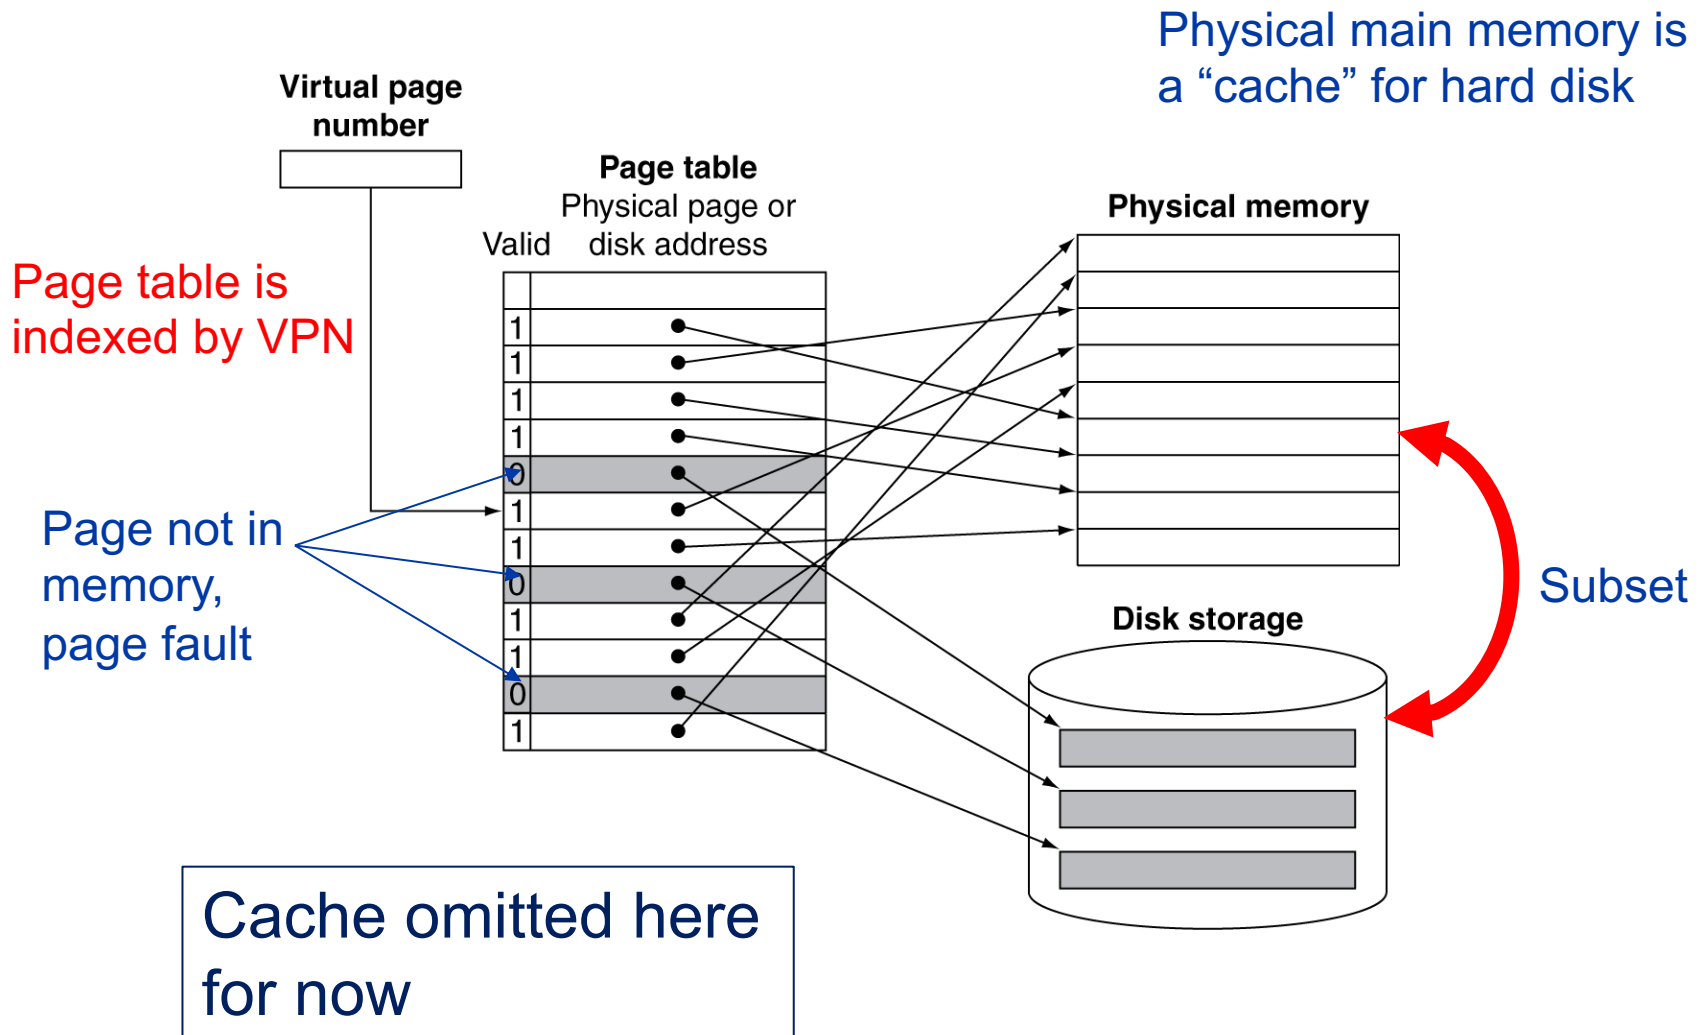 Physical main memory is
a “cache” for hard disk
Virtual page
number
Page table
Physical page or
disk address
Valid
Physical memory
Page table is
indexed by VPN
1
1
1
1
0
1
1
0
1
1
0
1
Page not in
memory,
page fault
Subset
Disk storage
Cache omitted here
for now